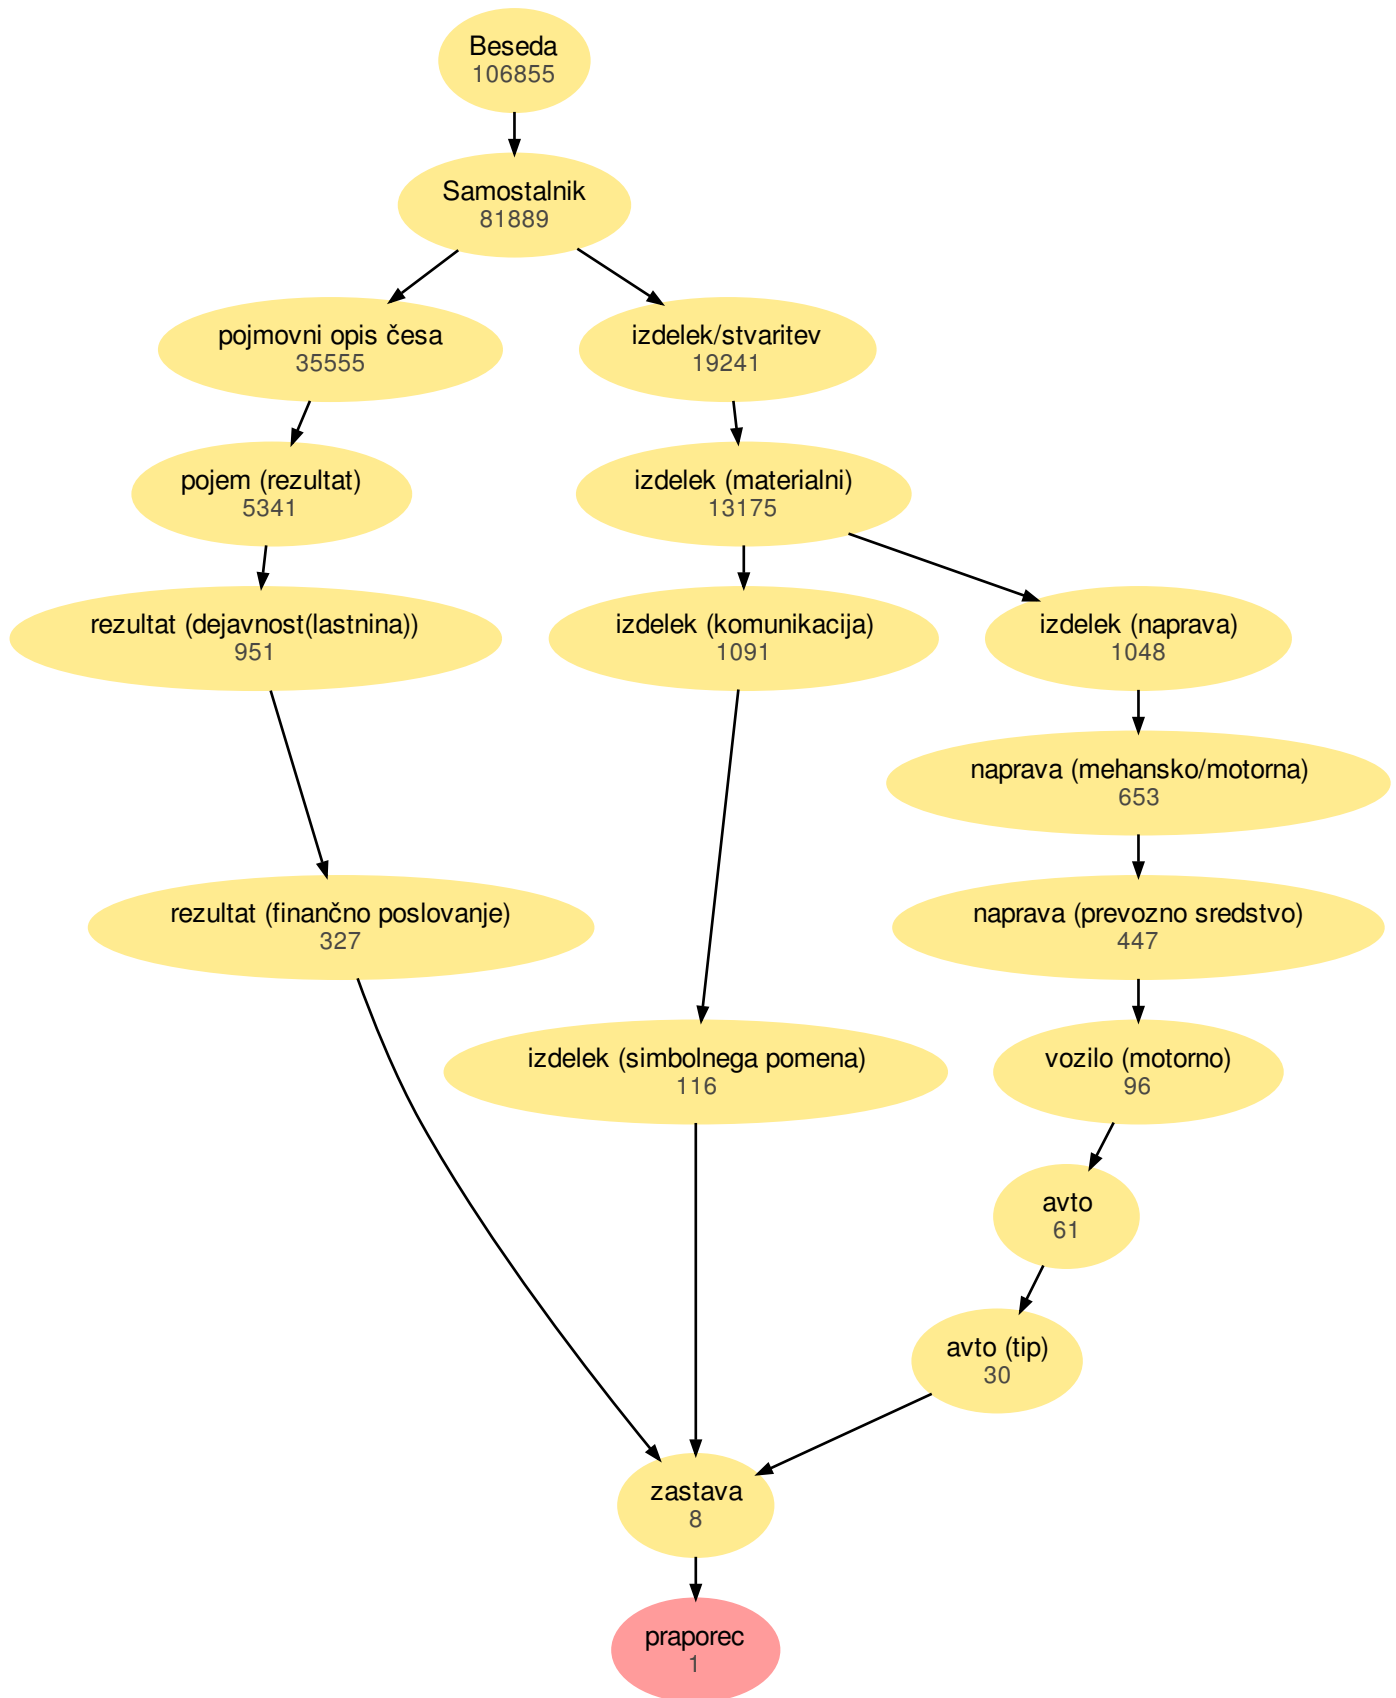 Beseda
106855
Samostalnik
81889
pojmovni opis česa
35555
izdelek/stvaritev
19241
pojem (rezultat)
5341
izdelek (materialni)
13175
rezultat (dejavnost(lastnina))
951
izdelek (komunikacija)
1091
izdelek (naprava)
1048
naprava (mehansko/motorna)
653
rezultat (finančno poslovanje)
327
naprava (prevozno sredstvo)
447
izdelek (simbolnega pomena)
116
vozilo (motorno)
96
avto
61
avto (tip)
30
zastava
8
praporec
1